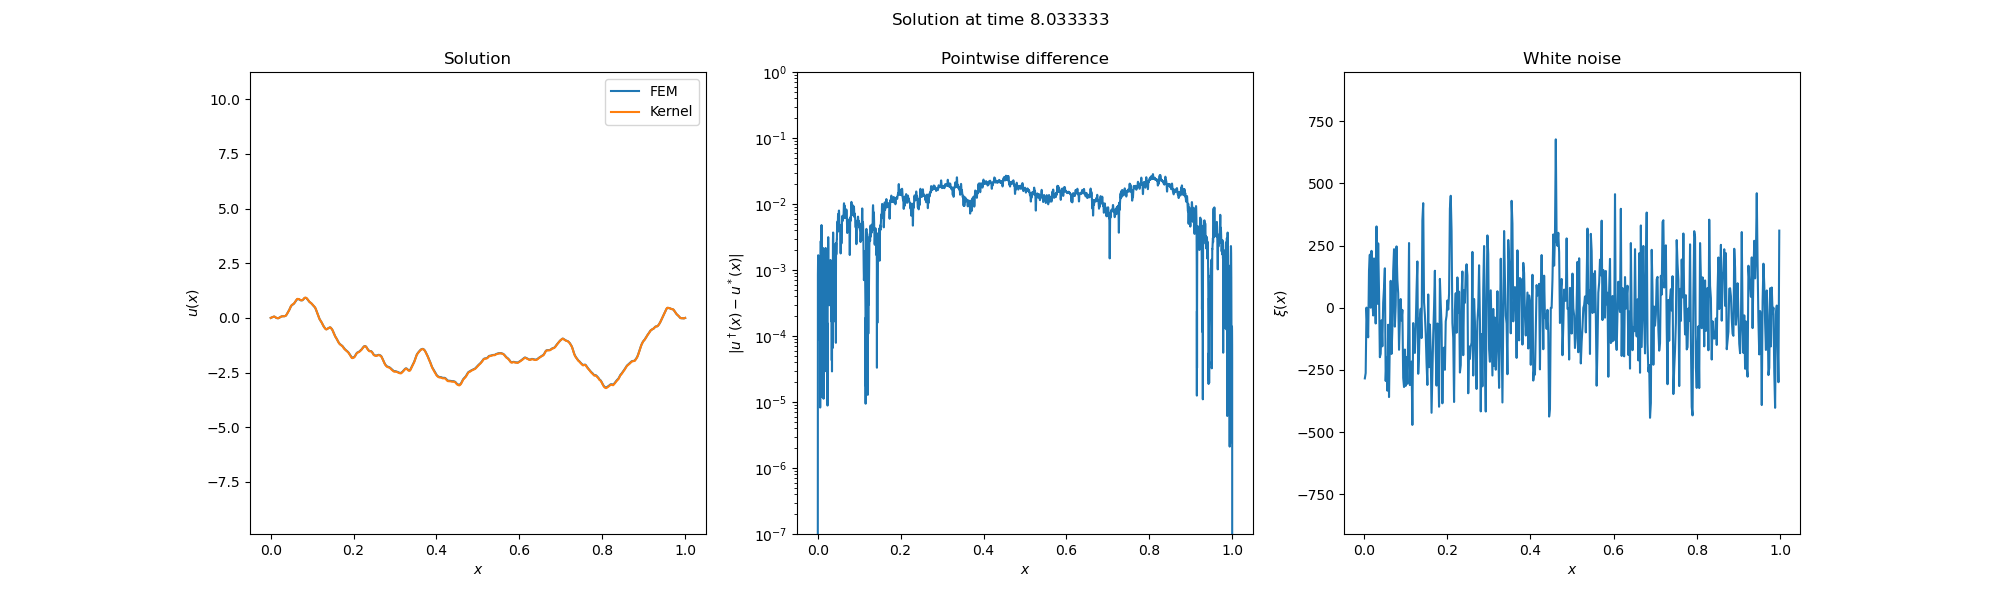 Solution at time 8.033333
Solution
10.0
7.5
5.0
2.5
0.0
−2.5
−5.0
−7.5
u(x)
0.0 0.2 0.4 0.6 0.8 1.0
x
FEM
Kernel
Pointwise difference
10⁰
10⁻¹
10⁻²
10⁻³
10⁻⁴
10⁻⁵
10⁻⁶
10⁻⁷
|u†(x) − u*(x)|
0.0 0.2 0.4 0.6 0.8 1.0
x
White noise
750
500
250
0
−250
−500
−750
ξ(x)
0.0 0.2 0.4 0.6 0.8 1.0
x